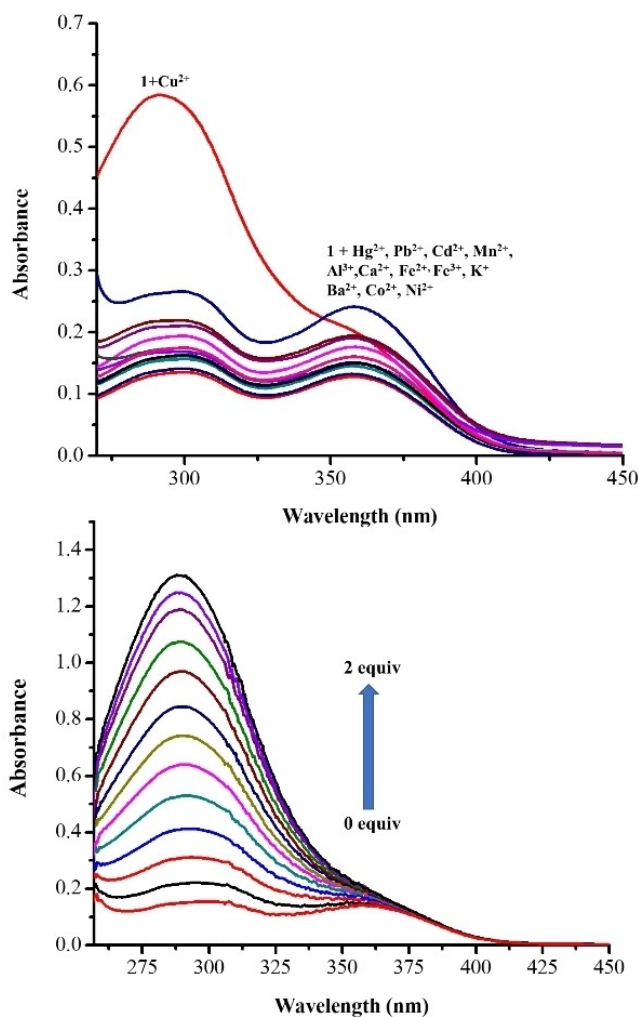 0.7
0.6
0.5
0.4
0.3
0.2
0.1
0.0
Absorbance
1+Cu²⁺
1 + Hg²⁺, Pb²⁺, Cd²⁺, Mn²⁺,
Al³⁺,Ca²⁺, Fe²⁺, Fe³⁺, K⁺
Ba²⁺, Co²⁺, Ni²⁺
300 350 400 450
Wavelength (nm)
1.4
1.2
1.0
0.8
0.6
0.4
0.2
0.0
Absorbance
2 equiv
0 equiv
275 300 325 350 375 400 425 450
Wavelength (nm)